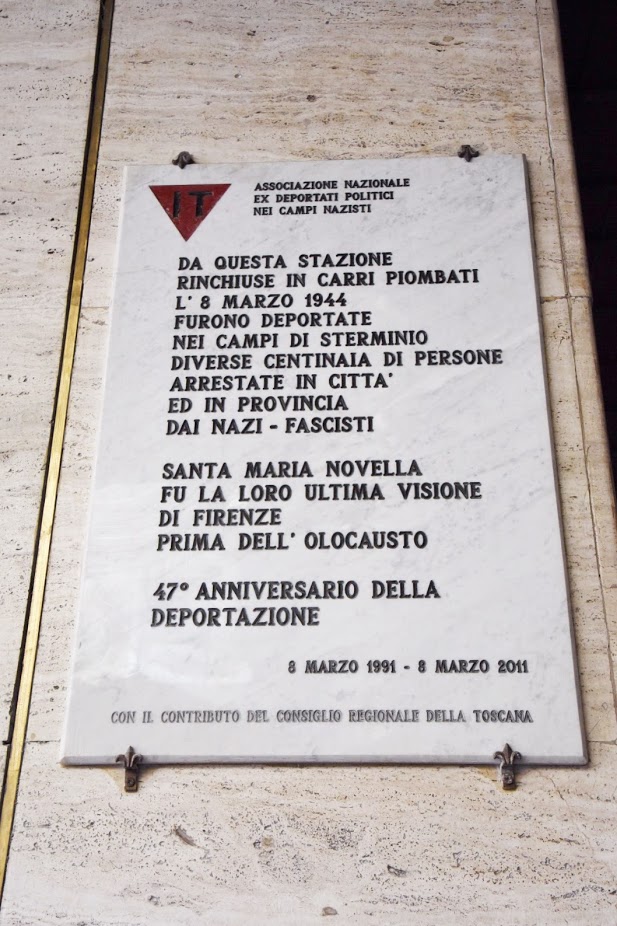 IT
ASSOCIAZIONE NAZIONALE
EX DEPORTATI POLITICI
NEI CAMPI NAZISTI
DA QUESTA STAZIONE
RINCHIUSE IN CARRI PIOMBATI
L' 8 MARZO 1944
FURONO DEPORTATE
NEI CAMPI DI STERMINIO
DIVERSE CENTINAIA DI PERSONE
ARRESTATE IN CITTA'
ED IN PROVINCIA
DAI NAZI - FASCISTI
SANTA MARIA NOVELLA
FU LA LORO ULTIMA VISIONE
DI FIRENZE
PRIMA DELL' OLOCAUSTO
47° ANNIVERSARIO DELLA
DEPORTAZIONE
8 MARZO 1991 - 8 MARZO 2011
CON IL CONTRIBUTO DEL CONSIGLIO REGIONALE DELLA TOSCANA